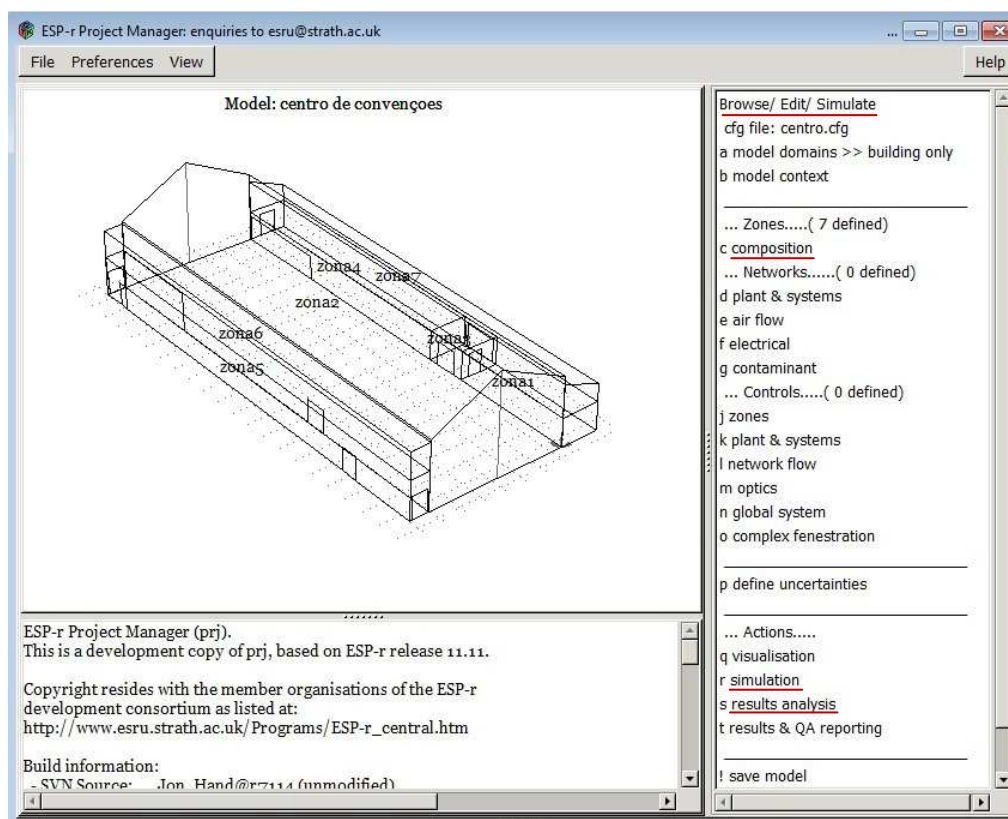 ESP-r Project Manager: enquiries to esru@strath.ac.uk
...
File Preferences View
Help
Model: centro de convençoes
zona4
zona7
zona2
zona6
zona5
zona1
ESP-r Project Manager (prj).
This is a development copy of prj, based on ESP-r release 11.11.
Copyright resides with the member organisations of the ESP-r
development consortium as listed at:
http://www.esru.strath.ac.uk/Programs/ESP-r_central.htm
Build information:
- SVN Source: Jon_Hand@r7114 (unmodified)
Browse/ Edit/ Simulate
cfg file: centro.cfg
a model domains >> building only
b model context
... Zones.....( 7 defined)
c composition
... Networks......( 0 defined)
d plant & systems
e air flow
f electrical
g contaminant
... Controls.....( 0 defined)
j zones
k plant & systems
l network flow
m optics
n global system
o complex fenestration
p define uncertainties
... Actions.....
q visualisation
r simulation
s results analysis
t results & QA reporting
! save model